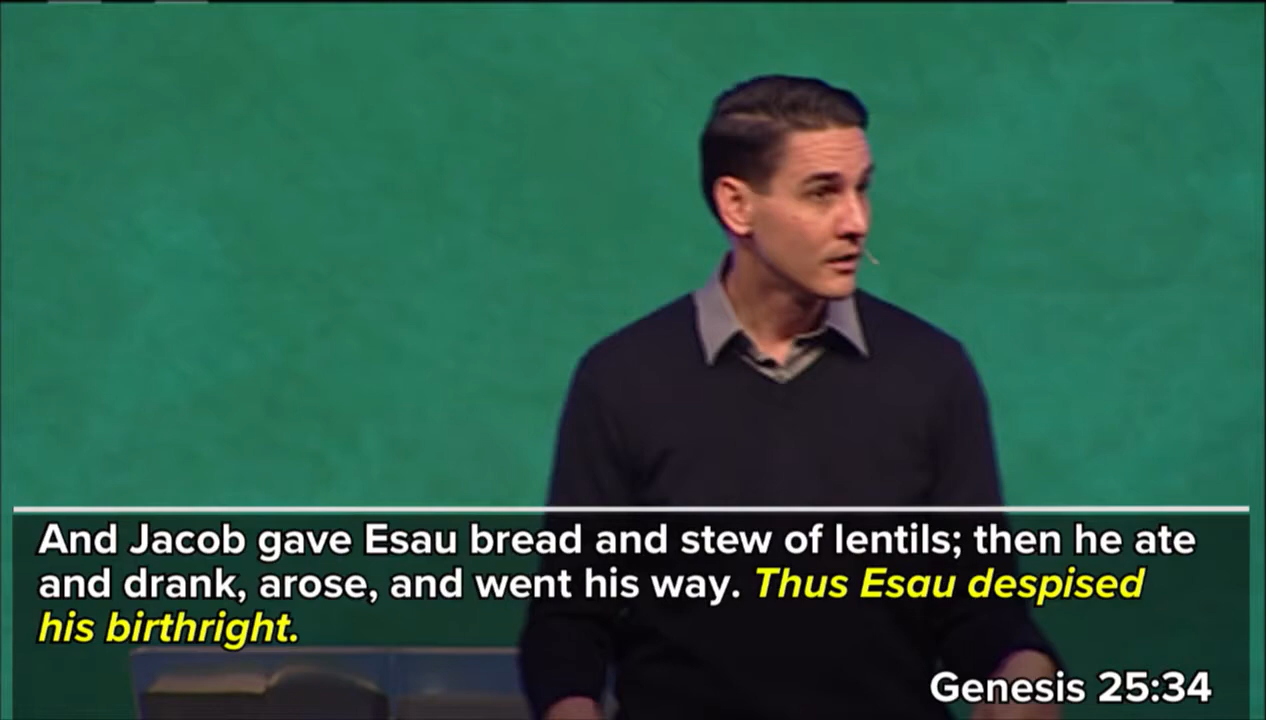 And Jacob gave Esau bread and stew of lentils; then he ate
and drank, arose, and went his way. Thus Esau despised
his birthright.
Genesis 25:34